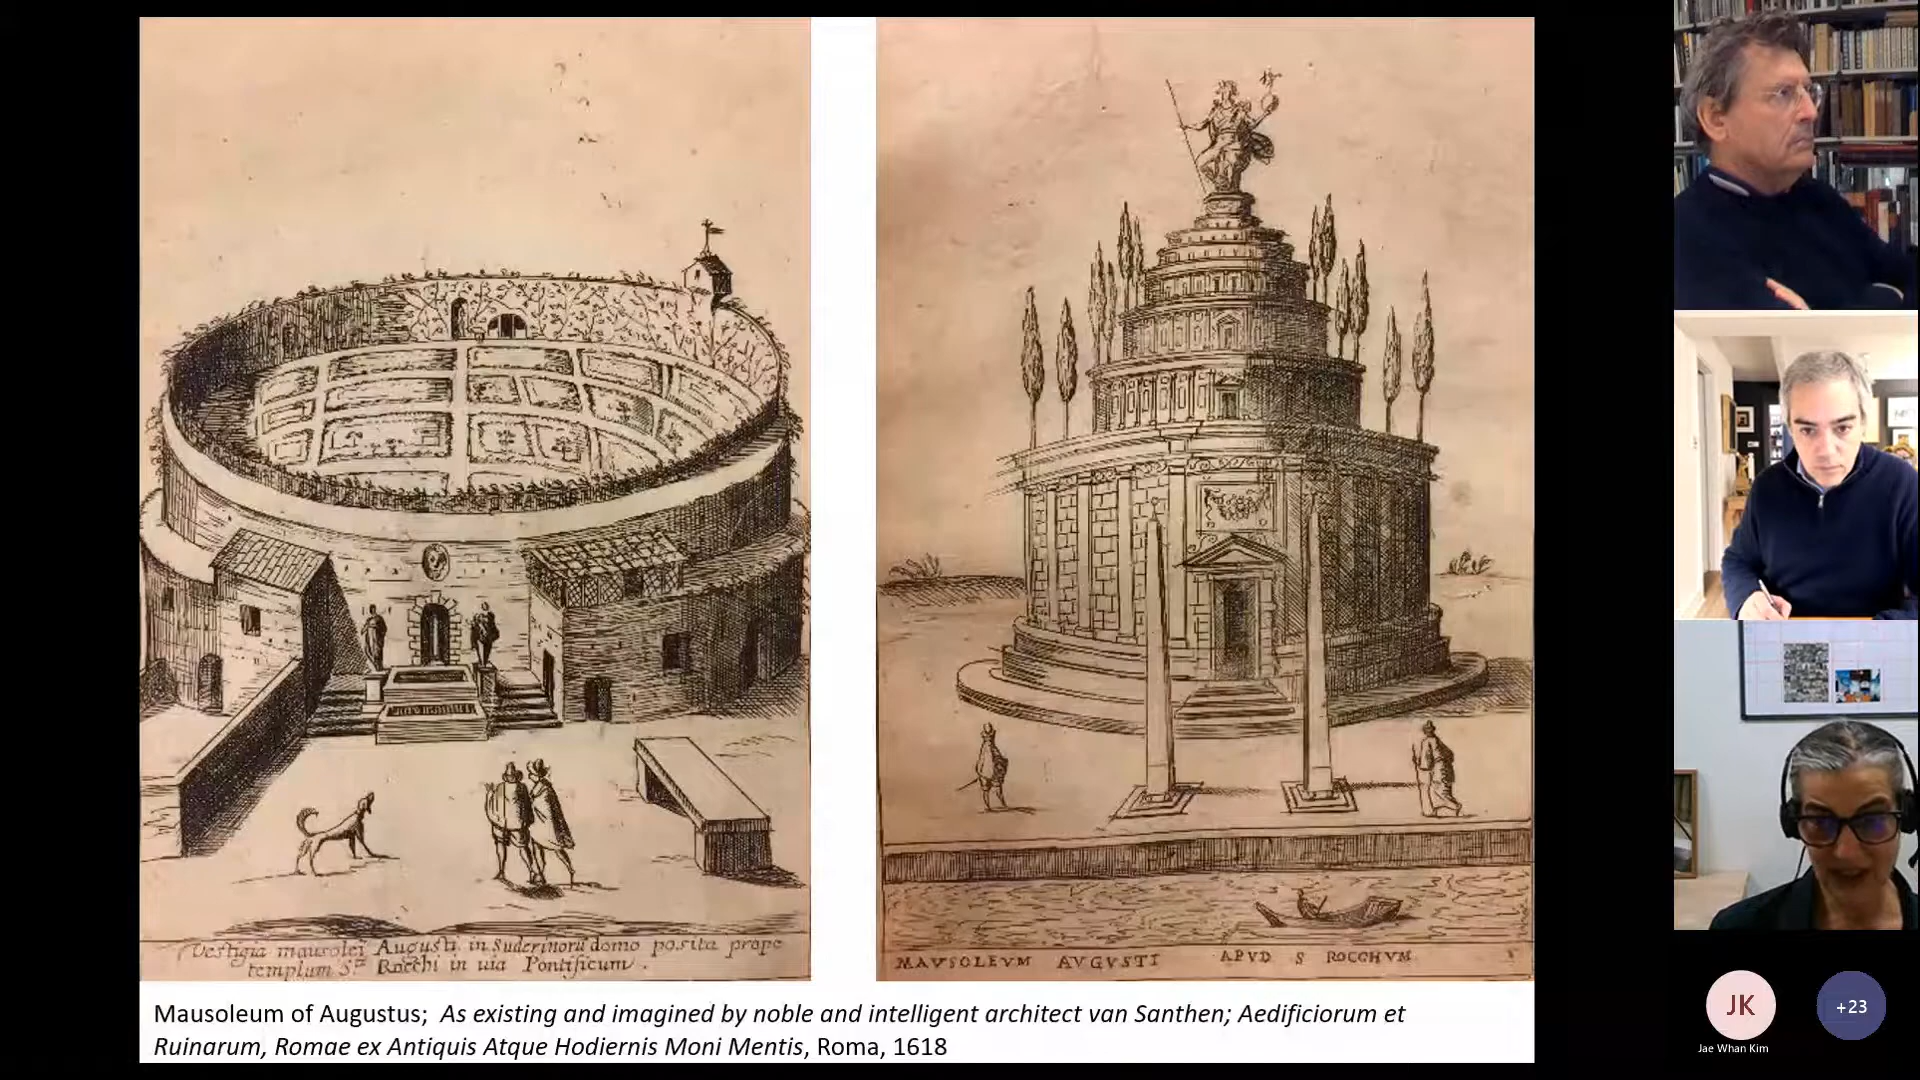 Vestigia mausolei Augusti in Suderinorū domo posita prope
templum S.ti Rocchi in uia Pontificum.
MAVSOLEVM AVGVSTI APVD S ROCCHVM
Mausoleum of Augustus; As existing and imagined by noble and intelligent architect van Santhen; Aedificiorum et
Ruinarum, Romae ex Antiquis Atque Hodiernis Moni Mentis, Roma, 1618
JK
Jae Whan Kim
+23